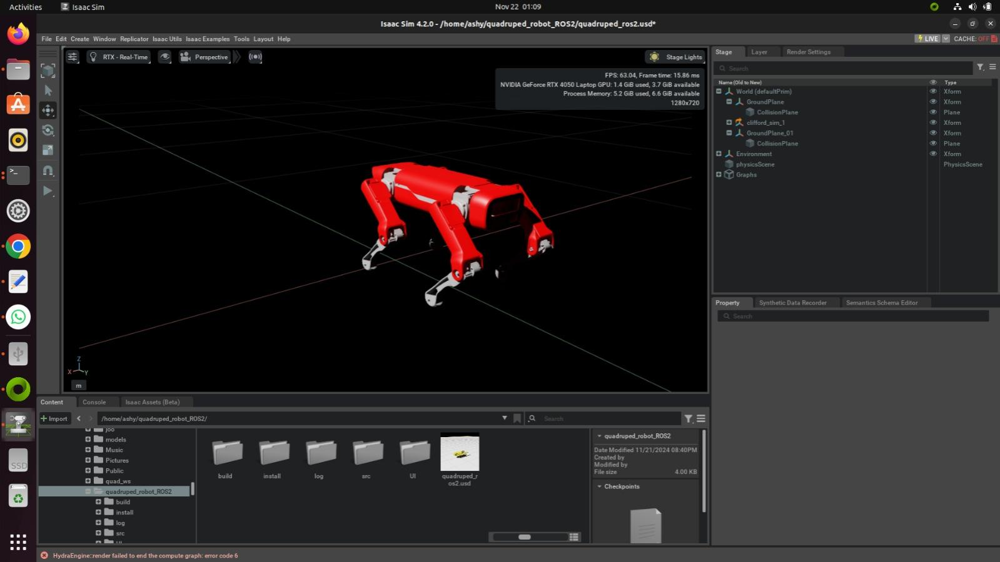 Activities
Isaac Sim
Nov 22  01:09
Isaac Sim 4.2.0 - /home/ashy/quadruped_robot_ROS2/quadruped_ros2.usd*
File Edit Create Window Replicator Isaac Utils Isaac Examples Tools Layout Help
LIVE
CACHE: OFF
RTX - Real-Time
Perspective
Stage Lights
FPS: 63.04, Frame time: 15.86 ms
NVIDIA GeForce RTX 4050 Laptop GPU: 1.4 GiB used, 3.7 GiB available
Process Memory: 5.2 GiB used, 6.6 GiB available
1280x720
Z
X
Y
m
Stage
Layer
Render Settings
Search
Name (Old to New)
Type
World (defaultPrim)
Xform
GroundPlane
Xform
CollisionPlane
Plane
clifford_sim_1
Xform
GroundPlane_01
Xform
CollisionPlane
Plane
Environment
Xform
physicsScene
PhysicsScene
Graphs
Property
Synthetic Data Recorder
Semantics Schema Editor
Search
Content
Console
Isaac Assets (Beta)
Import
/home/ashy/quadruped_robot_ROS2/
Search
joo
models
Music
Pictures
Public
quad_ws
quadruped_robot_ROS2
build
install
log
src
UI
build
install
log
src
UI
quadruped_r
os2.usd
quadruped_robot_ROS2
Date Modified 11/21/2024 08:40PM
Created by
Modified by
File size 4.00 KB
Checkpoints
SSD
HydraEngine::render failed to end the compute graph: error code 6